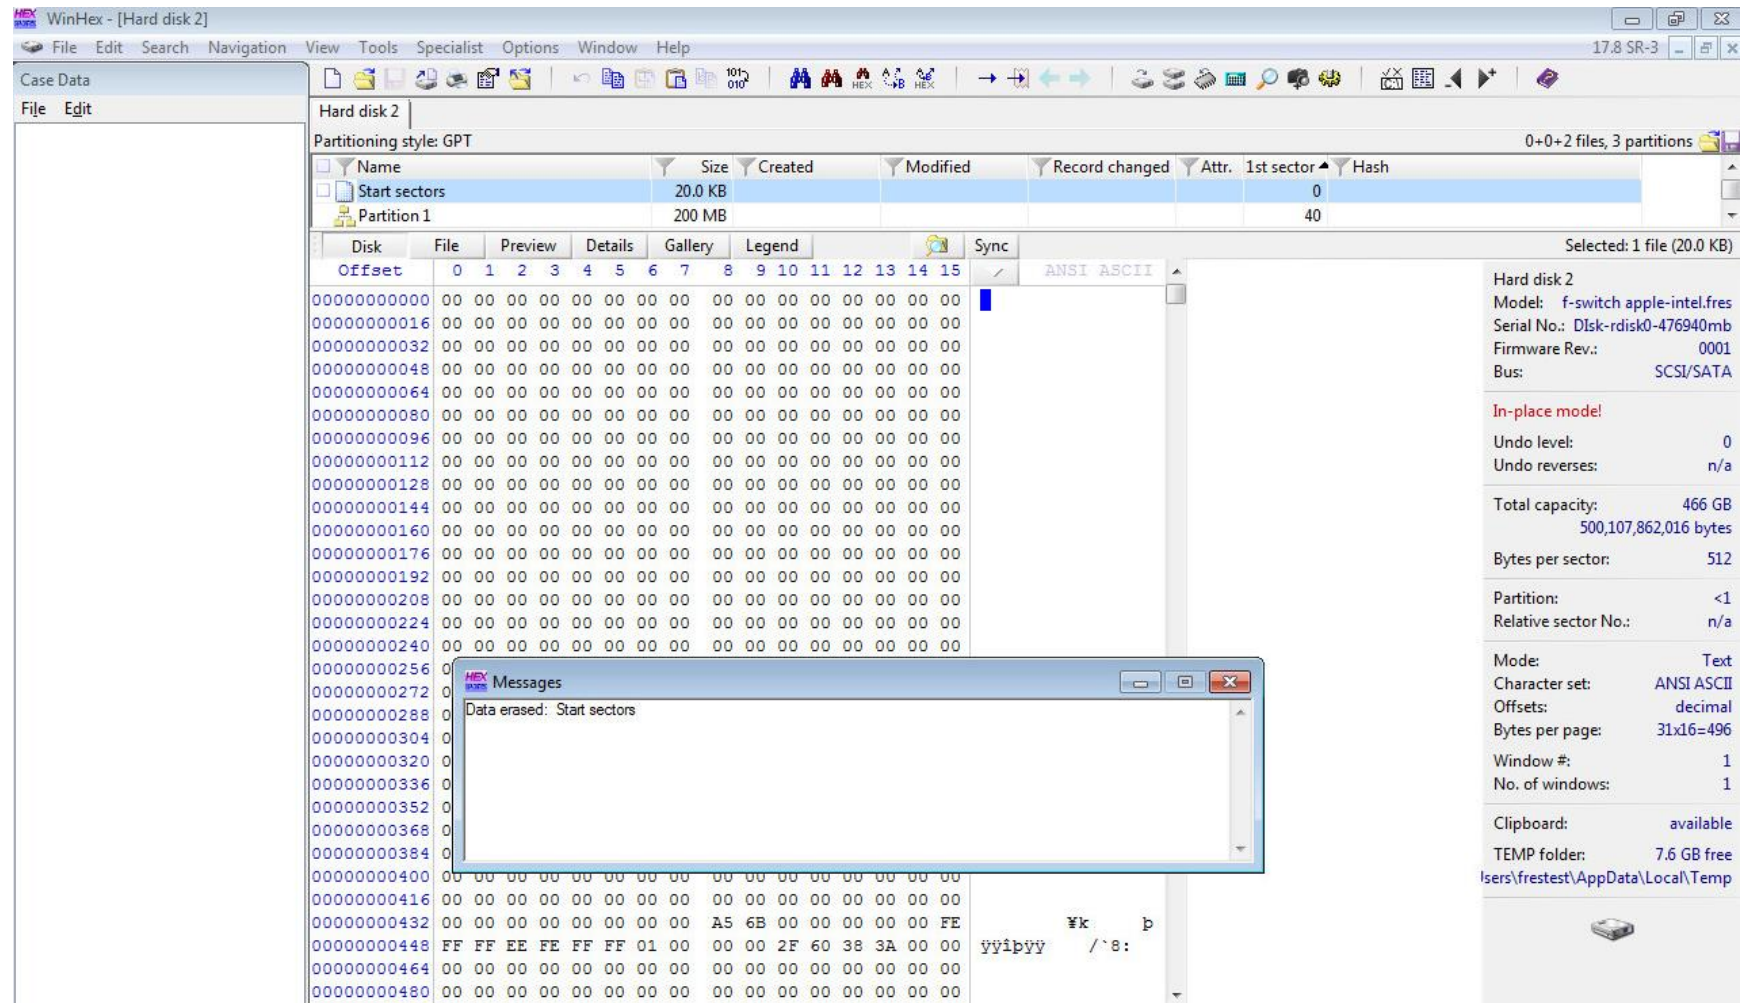 WinHex - [Hard disk 2]
File Edit Search Navigation View Tools Specialist Options Window Help 17.8 SR-3
Case Data
File Edit
Hard disk 2
Partitioning style: GPT 0+0+2 files, 3 partitions
Name Size Created Modified Record changed Attr. 1st sector Hash
Start sectors 20.0 KB 0
Partition 1 200 MB 40
Disk File Preview Details Gallery Legend Sync Selected: 1 file (20.0 KB)
Offset 0 1 2 3 4 5 6 7 8 9 10 11 12 13 14 15 ANSI ASCII
00000000000 00 00 00 00 00 00 00 00 00 00 00 00 00 00 00 00
00000000016 00 00 00 00 00 00 00 00 00 00 00 00 00 00 00 00
00000000032 00 00 00 00 00 00 00 00 00 00 00 00 00 00 00 00
00000000048 00 00 00 00 00 00 00 00 00 00 00 00 00 00 00 00
00000000064 00 00 00 00 00 00 00 00 00 00 00 00 00 00 00 00
00000000080 00 00 00 00 00 00 00 00 00 00 00 00 00 00 00 00
00000000096 00 00 00 00 00 00 00 00 00 00 00 00 00 00 00 00
00000000112 00 00 00 00 00 00 00 00 00 00 00 00 00 00 00 00
00000000128 00 00 00 00 00 00 00 00 00 00 00 00 00 00 00 00
00000000144 00 00 00 00 00 00 00 00 00 00 00 00 00 00 00 00
00000000160 00 00 00 00 00 00 00 00 00 00 00 00 00 00 00 00
00000000176 00 00 00 00 00 00 00 00 00 00 00 00 00 00 00 00
00000000192 00 00 00 00 00 00 00 00 00 00 00 00 00 00 00 00
00000000208 00 00 00 00 00 00 00 00 00 00 00 00 00 00 00 00
00000000224 00 00 00 00 00 00 00 00 00 00 00 00 00 00 00 00
00000000240 00 00 00 00 00 00 00 00 00 00 00 00 00 00 00 00
00000000256
00000000272
00000000288
00000000304
00000000320
00000000336
00000000352
00000000368
00000000384
00000000400 00 00 00 00 00 00 00 00 00 00 00 00 00 00 00 00
00000000416 00 00 00 00 00 00 00 00 00 00 00 00 00 00 00 00
00000000432 00 00 00 00 00 00 00 00 A5 6B 00 00 00 00 00 FE ¥k þ
00000000448 FF FF EE FE FF FF 01 00 00 00 2F 60 38 3A 00 00 ÿÿîþÿÿ /`8:
00000000464 00 00 00 00 00 00 00 00 00 00 00 00 00 00 00 00
00000000480 00 00 00 00 00 00 00 00 00 00 00 00 00 00 00 00
Messages
Data erased: Start sectors
Hard disk 2
Model: f-switch apple-intel.fres
Serial No.: DIsk-rdisk0-476940mb
Firmware Rev.: 0001
Bus: SCSI/SATA
In-place mode!
Undo level: 0
Undo reverses: n/a
Total capacity: 466 GB
500,107,862,016 bytes
Bytes per sector: 512
Partition: <1
Relative sector No.: n/a
Mode: Text
Character set: ANSI ASCII
Offsets: decimal
Bytes per page: 31x16=496
Window #: 1
No. of windows: 1
Clipboard: available
TEMP folder: 7.6 GB free
sers\frestest\AppData\Local\Temp